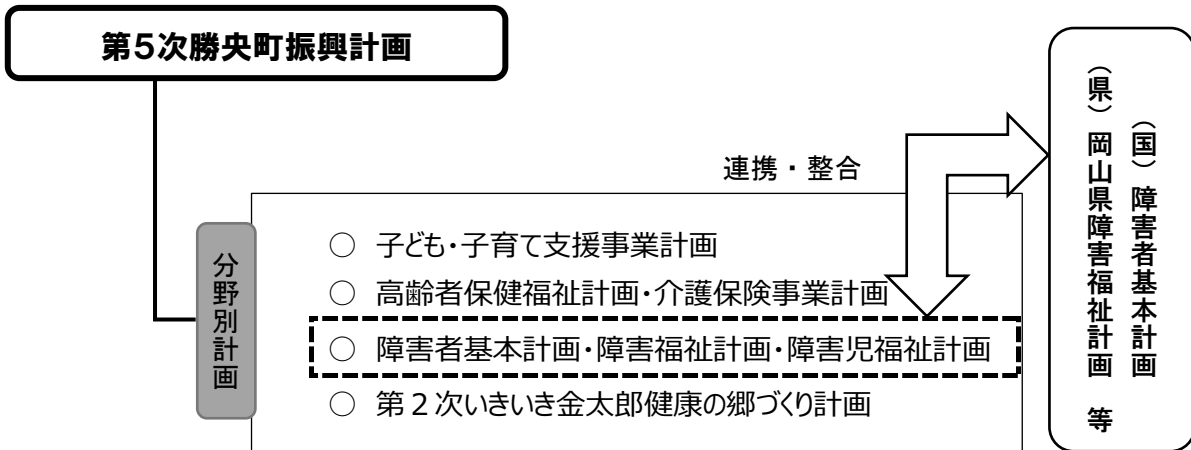 第5次勝央町振興計画
連携・整合
分野別計画
○ 子ども・子育て支援事業計画
○ 高齢者保健福祉計画・介護保険事業計画
○ 障害者基本計画・障害福祉計画・障害児福祉計画
○ 第２次いきいき金太郎健康の郷づくり計画
（国）障害者基本計画
（県）岡山県障害福祉計画　等